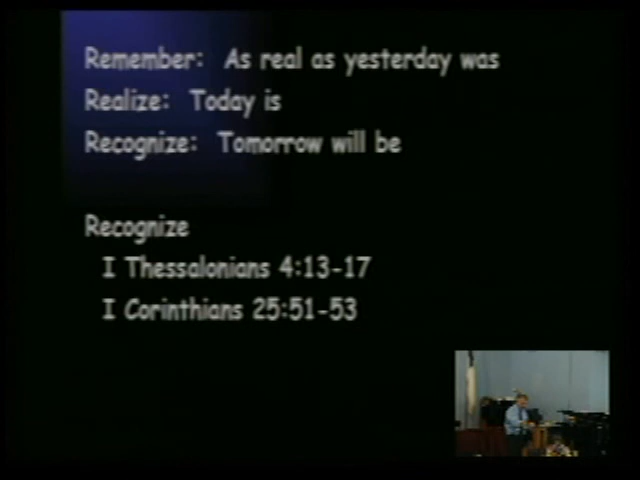 Remember: As real as yesterday was
Realize: Today is
Recognize: Tomorrow will be
Recognize
I Thessalonians 4:13-17
I Corinthians 25:51-53